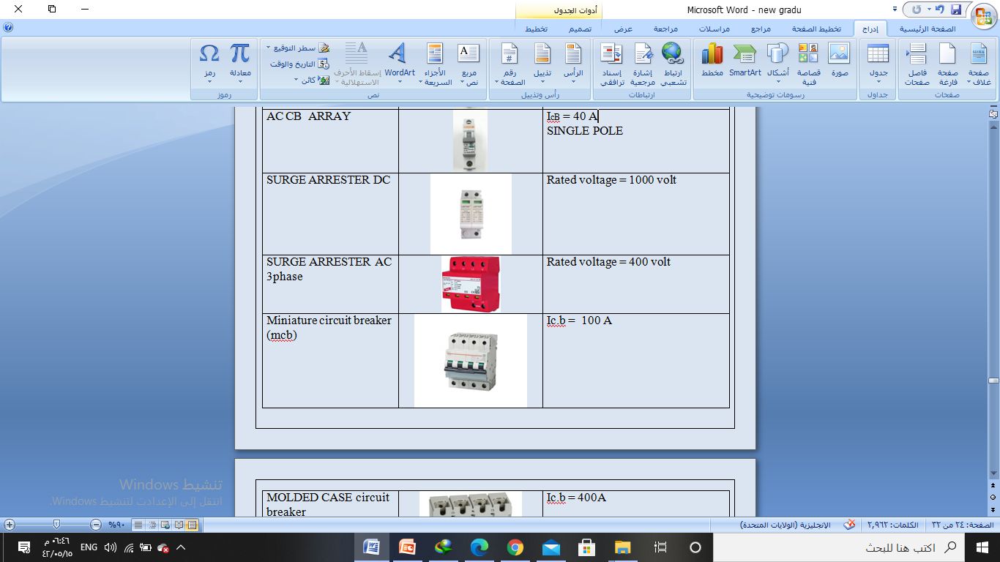 Microsoft Word - new gradu
أدوات الجدول
الصفحة الرئيسية
إدراج
تخطيط الصفحة
مراجع
مراسلات
مراجعة
عرض
تصميم
تخطيط
صفحة غلاف
صفحة فارغة
فاصل صفحات
جدول
صورة
قصاصة فنية
أشكال
SmartArt
مخطط
ارتباط تشعبي
إشارة مرجعية
إسناد ترافقي
الرأس
تذييل
رقم الصفحة
مربع نص
الأجزاء السريعة
WordArt
إسقاط الأحرف الاستهلالية
سطر التوقيع
التاريخ والوقت
كائن
معادلة
رمز
صفحات
جداول
رسومات توضيحية
ارتباطات
رأس وتذييل
نص
رموز
AC CB ARRAY
IcB = 40 A
SINGLE POLE
SURGE ARRESTER DC
Rated voltage = 1000 volt
SURGE ARRESTER AC
3phase
Rated voltage = 400 volt
Miniature circuit breaker
(mcb)
Ic.b = 100 A
MOLDED CASE circuit
breaker
Ic.b = 400A
تنشيط Windows
انتقل إلى الإعدادت لتنشيط Windows.
الصفحة: ٢٤ من ٣٢
الكلمات: ٢,٩٦٢
الإنجليزية (الولايات المتحدة)
٩٠%
اكتب هنا للبحث
ENG
٠٦:٤٦ م
٤٢/٠٥/١٥